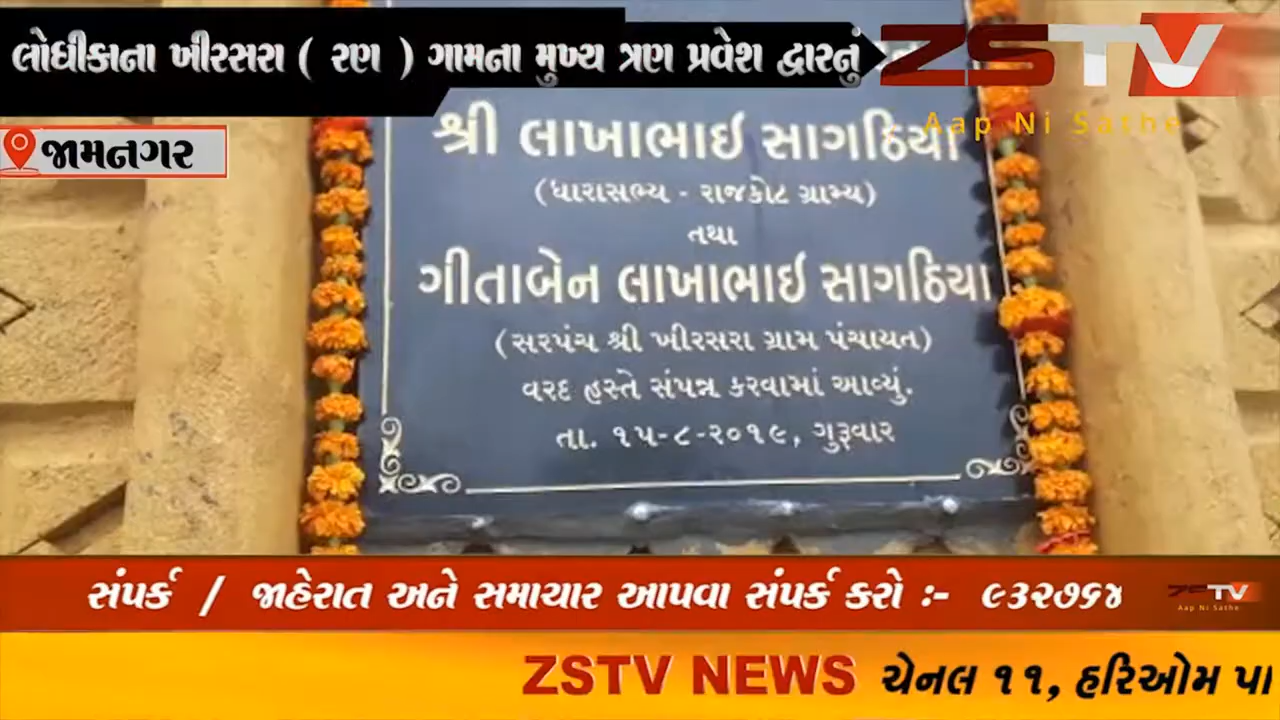 લોધીકાના ખીરસરા ( રણ ) ગામના મુખ્ય ત્રણ પ્રવેશ દ્વારનું
ZSTV
Aap Ni Sathe
જામનગર
શ્રી લાખાભાઈ સાગઠિયા
(ધારાસભ્ય - રાજકોટ ગ્રામ્ય)
તથા
ગીતાબેન લાખાભાઈ સાગઠિયા
(સરપંચ શ્રી ખીરસરા ગ્રામ પંચાયત)
વરદ હસ્તે સંપન્ન કરવામાં આવ્યું.
તા. ૧૫-૮-૨૦૧૯, ગુરૂવાર
સંપર્ક / જાહેરાત અને સમાચાર આપવા સંપર્ક કરો :- ૯૩૨૭૬૪
ZSTV
Aap Ni Sathe
ZSTV NEWS ચેનલ ૧૧, હરિઓમ પા